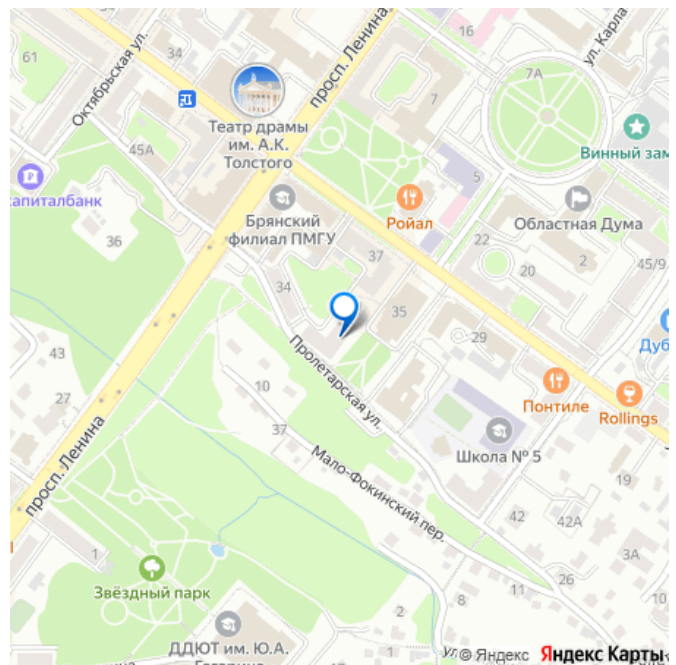 61
Октябрьская ул.
34
просп. Ленина
16
ул. Карла
7А
7
Театр драмы
им. А.К.
Толстого
45А
5
Винный зам
капиталбанк
Брянский
филиал ПМГУ
Ройал
Областная Дума
36
37
22
2
20
45/9
34
35
29
Дуб
43
Пролетарская ул.
10
27
Понтиле
Rollings
37
Школа № 5
просп. Ленина
Мало-Фокинский пер.
42
42А
3А
1
26
11
8
10
Звёздный парк
2
ДДЮТ им. Ю.А.
Гагарина
ул.
© Яндекс Яндекс Карты